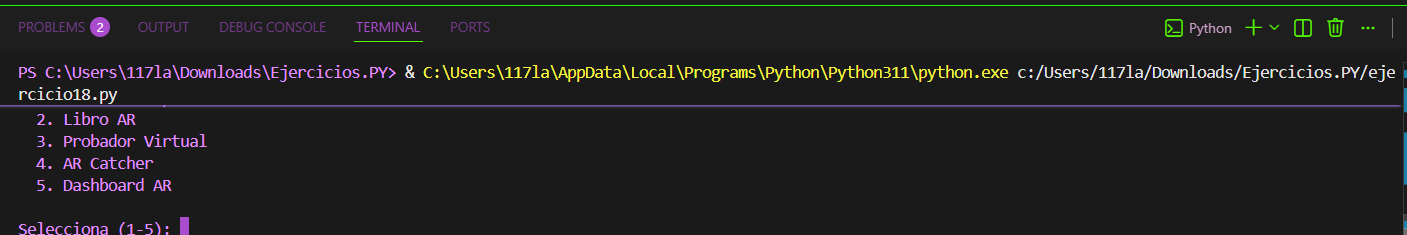 PROBLEMS 2 OUTPUT DEBUG CONSOLE TERMINAL PORTS Python
PS C:\Users\117la\Downloads\Ejercicios.PY> & C:\Users\117la\AppData\Local\Programs\Python\Python311\python.exe c:/Users/117la/Downloads/Ejercicios.PY/eje
rcicio18.py
2. Libro AR
3. Probador Virtual
4. AR Catcher
5. Dashboard AR
Selecciona (1-5):